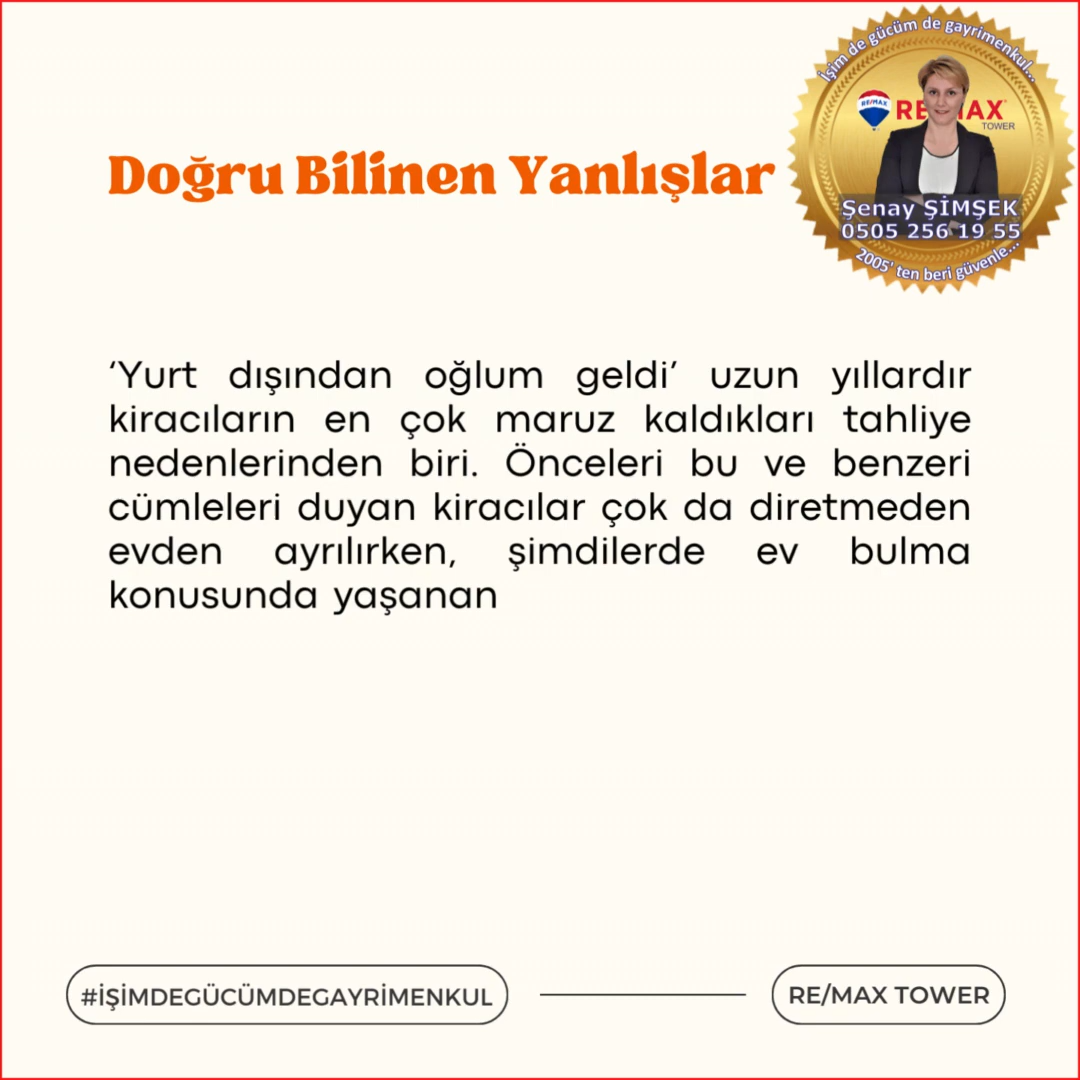 İşim de gücüm de gayrimenkul...
RE/MAX
RE/MAX
TOWER
Doğru Bilinen Yanlışlar
Şenay ŞİMŞEK
0505 256 19 55
2005' ten beri güvenle...
‘Yurt dışından oğlum geldi’ uzun yıllardır
kiracıların en çok maruz kaldıkları tahliye
nedenlerinden biri. Önceleri bu ve benzeri
cümleleri duyan kiracılar çok da diretmeden
evden ayrılırken, şimdilerde ev bulma
konusunda yaşanan
#İŞİMDEGÜCÜMDEGAYRİMENKUL
RE/MAX TOWER